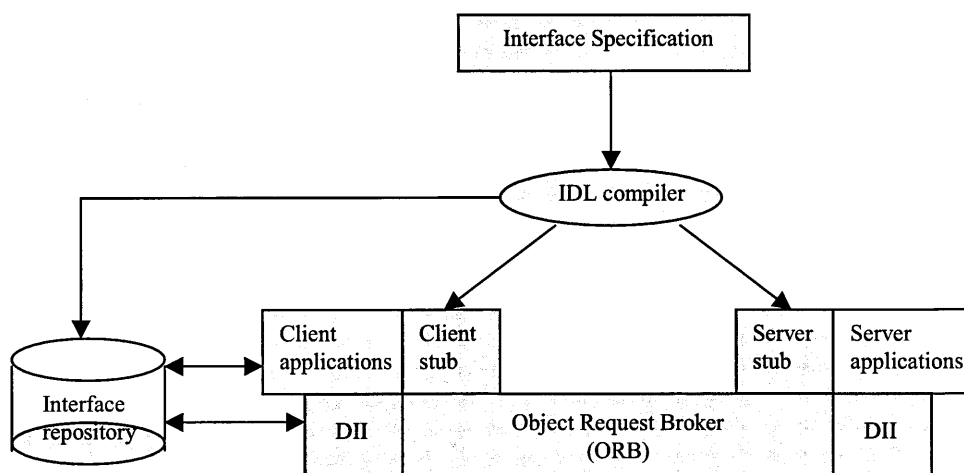 Interface Specification
IDL compiler
Client
applications
Client
stub
Server
stub
Server
applications
Interface
repository
DII
Object Request Broker
(ORB)
DII